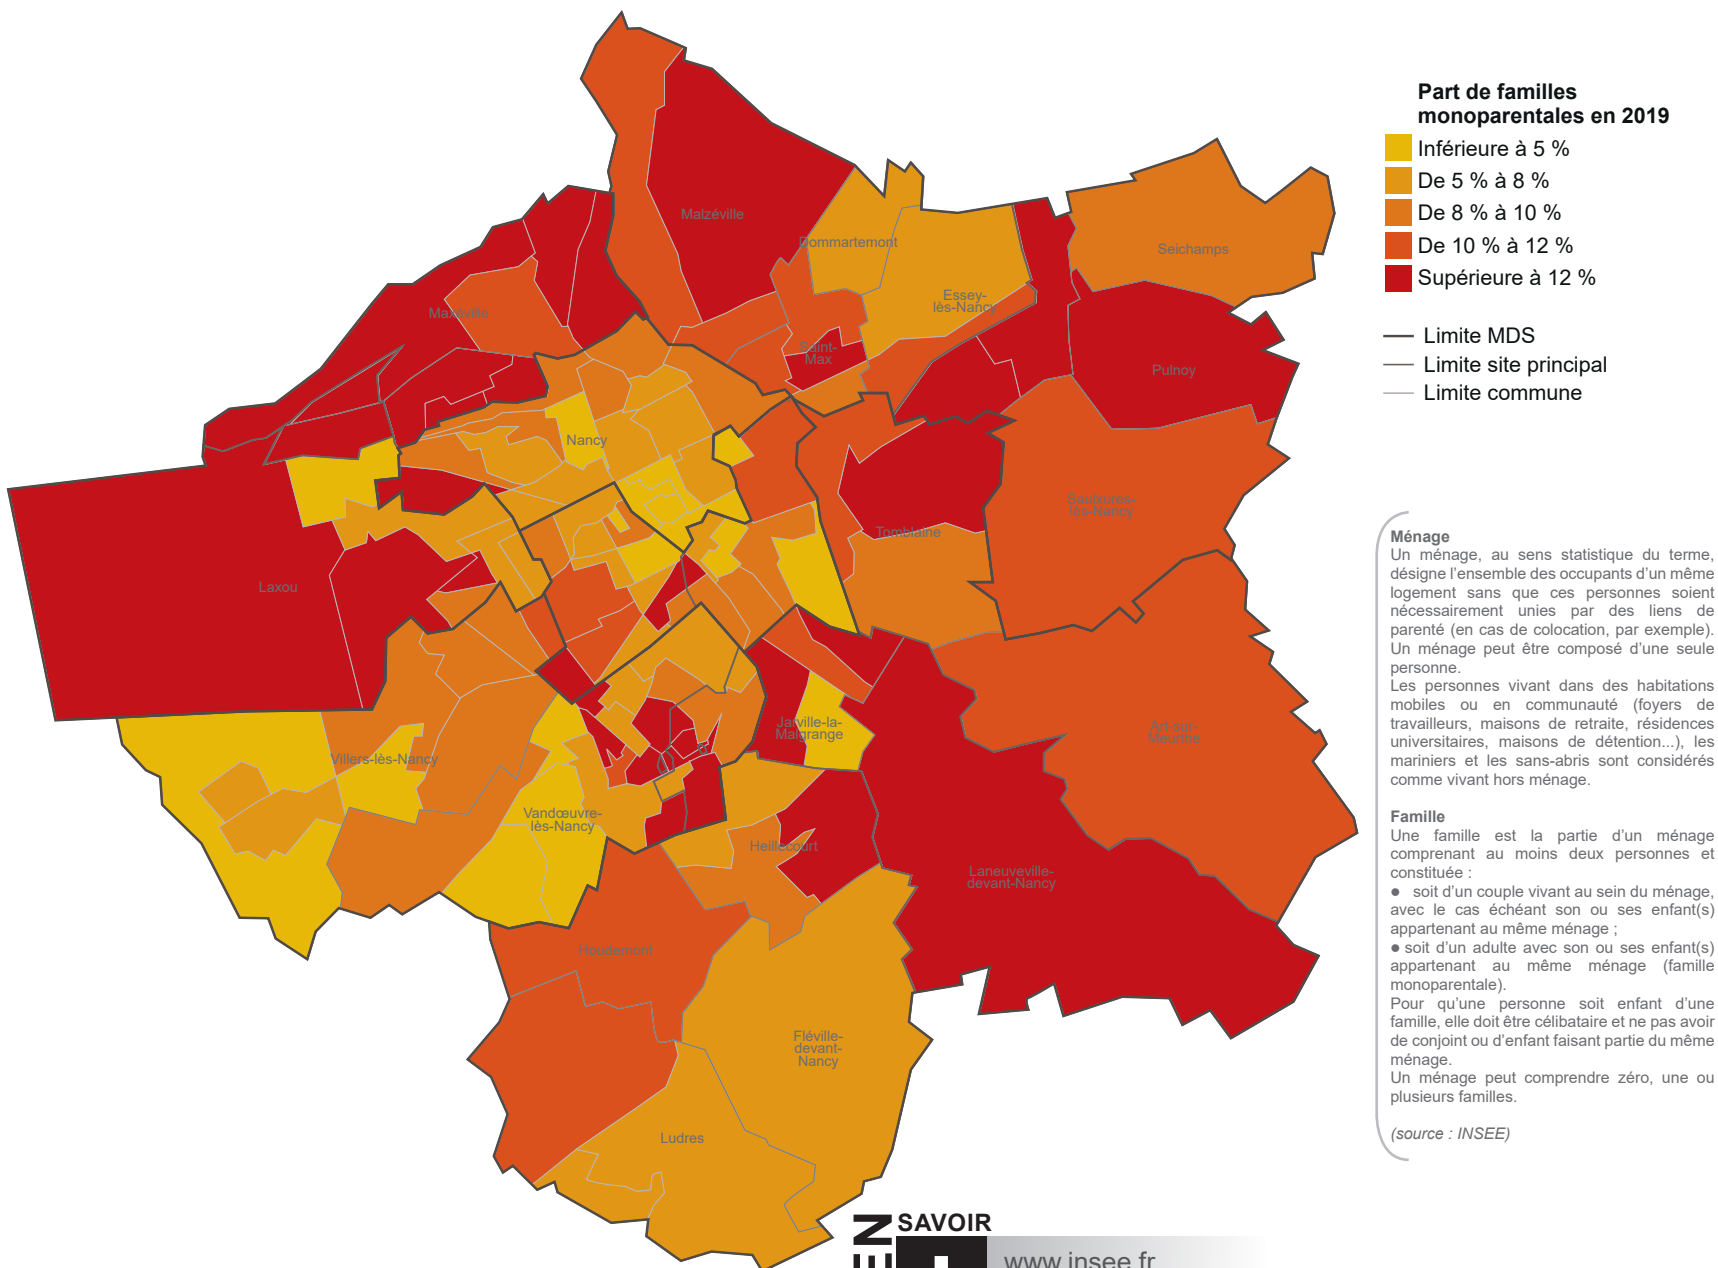 Part de familles
monoparentales en 2019
Inférieure à 5 %
De 5 % à 8 %
De 8 % à 10 %
De 10 % à 12 %
Supérieure à 12 %
Limite MDS
Limite site principal
Limite commune
Malzéville
Dommartemont
Seichamps
Essey-
lès-Nancy
Maxéville
Saint-
Max
Pulnoy
Nancy
Saulxures-
lès-Nancy
Tomblaine
Laxou
Jarville-la-
Malgrange
Art-sur-
Meurthe
Villers-lès-Nancy
Vandœuvre-
lès-Nancy
Heillecourt
Laneuveville-
devant-Nancy
Houdemont
Fléville-
devant-
Nancy
Ludres
Ménage
Un ménage, au sens statistique du terme,
désigne l'ensemble des occupants d'un même
logement sans que ces personnes soient
nécessairement unies par des liens de
parenté (en cas de colocation, par exemple).
Un ménage peut être composé d'une seule
personne.
Les personnes vivant dans des habitations
mobiles ou en communauté (foyers de
travailleurs, maisons de retraite, résidences
universitaires, maisons de détention...), les
mariniers et les sans-abris sont considérés
comme vivant hors ménage.
Famille
Une famille est la partie d'un ménage
comprenant au moins deux personnes et
constituée :
● soit d'un couple vivant au sein du ménage,
avec le cas échéant son ou ses enfant(s)
appartenant au même ménage ;
● soit d'un adulte avec son ou ses enfant(s)
appartenant au même ménage (famille
monoparentale).
Pour qu'une personne soit enfant d'une
famille, elle doit être célibataire et ne pas avoir
de conjoint ou d'enfant faisant partie du même
ménage.
Un ménage peut comprendre zéro, une ou
plusieurs familles.
(source : INSEE)
EN
SAVOIR
www.insee.fr